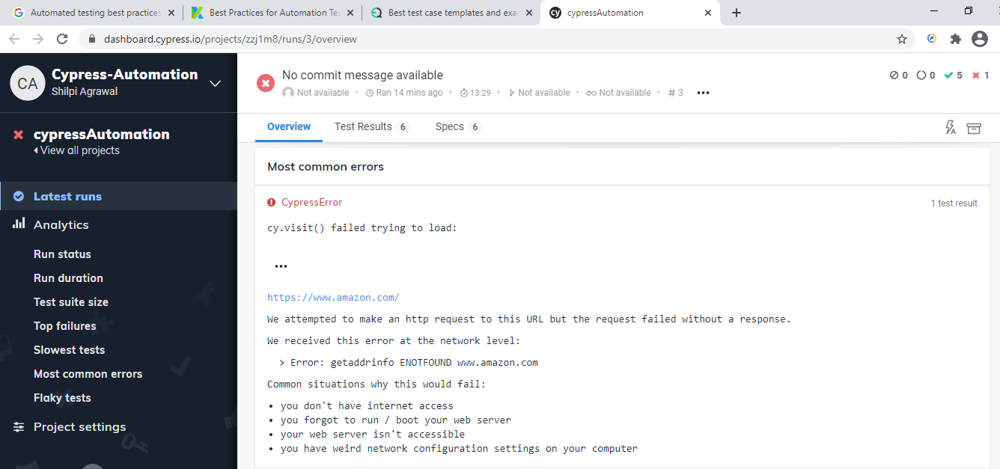 Automated testing best practices
Best Practices for Automation Tes
Best test case templates and exa
cypressAutomation
dashboard.cypress.io/projects/zzj1m8/runs/3/overview
CA
Cypress-Automation
Shilpi Agrawal
cypressAutomation
View all projects
Latest runs
Analytics
Run status
Run duration
Test suite size
Top failures
Slowest tests
Most common errors
Flaky tests
Project settings
No commit message available
Not available • Ran 14 mins ago • 13:29 • Not available • Not available • # 3 •••
0 0 5 1
Overview Test Results 6 Specs 6
Most common errors
CypressError
1 test result
cy.visit() failed trying to load:
•••
https://www.amazon.com/
We attempted to make an http request to this URL but the request failed without a response.
We received this error at the network level:
> Error: getaddrinfo ENOTFOUND www.amazon.com
Common situations why this would fail:
• you don't have internet access
• you forgot to run / boot your web server
• your web server isn't accessible
• you have weird network configuration settings on your computer